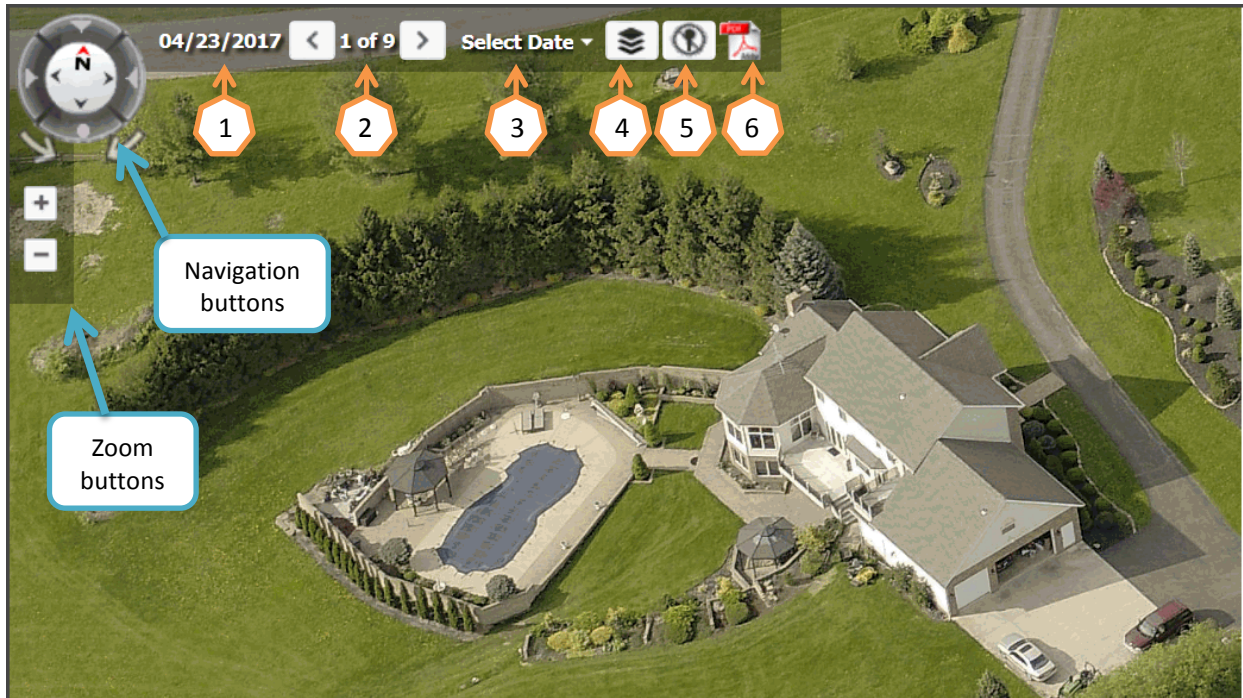 04/23/2017 1 of 9 Select Date
N
PDF
1 2 3 4 5 6
+
−
Navigation
buttons
Zoom
buttons